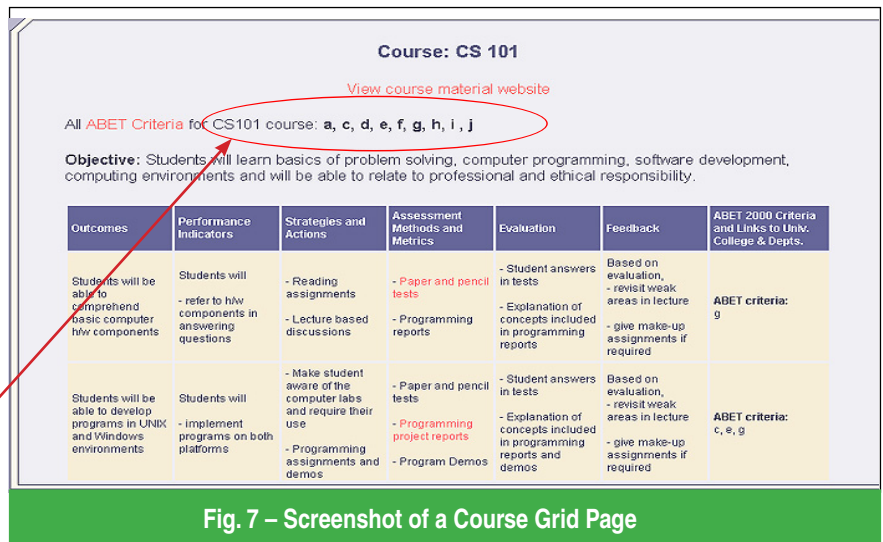 Course: CS 101
View course material website
All ABET Criteria for CS101 course: a, c, d, e, f, g, h, i , j
Objective: Students will learn basics of problem solving, computer programming, software development,
computing environments and will be able to relate to professional and ethical responsibility.
Outcomes
Performance
Indicators
Strategies and
Actions
Assessment
Methods and
Metrics
Evaluation
Feedback
ABET 2000 Criteria
and Links to Univ.
College & Depts.
Students will be
able to
comprehend
basic computer
h/w components
Students will
- refer to h/w
components in
answering
questions
- Reading
assignments
- Lecture based
discussions
- Paper and pencil
tests
- Programming
reports
- Student answers
in tests
- Explanation of
concepts included
in programming
reports
Based on
evaluation,
- revisit weak
areas in lecture
- give make-up
assignments if
required
ABET criteria:
g
Students will be
able to develop
programs in UNIX
and Windows
environments
Students will
- implement
programs on both
platforms
- Make student
aware of the
computer labs
and require their
use
- Programming
assignments and
demos
- Paper and pencil
tests
- Programming
project reports
- Program Demos
- Student answers
in tests
- Explanation of
concepts included
in programming
reports and
demos
Based on
evaluation,
- revisit weak
areas in lecture
- give make-up
assignments if
required
ABET criteria:
c, e, g
Fig. 7 – Screenshot of a Course Grid Page